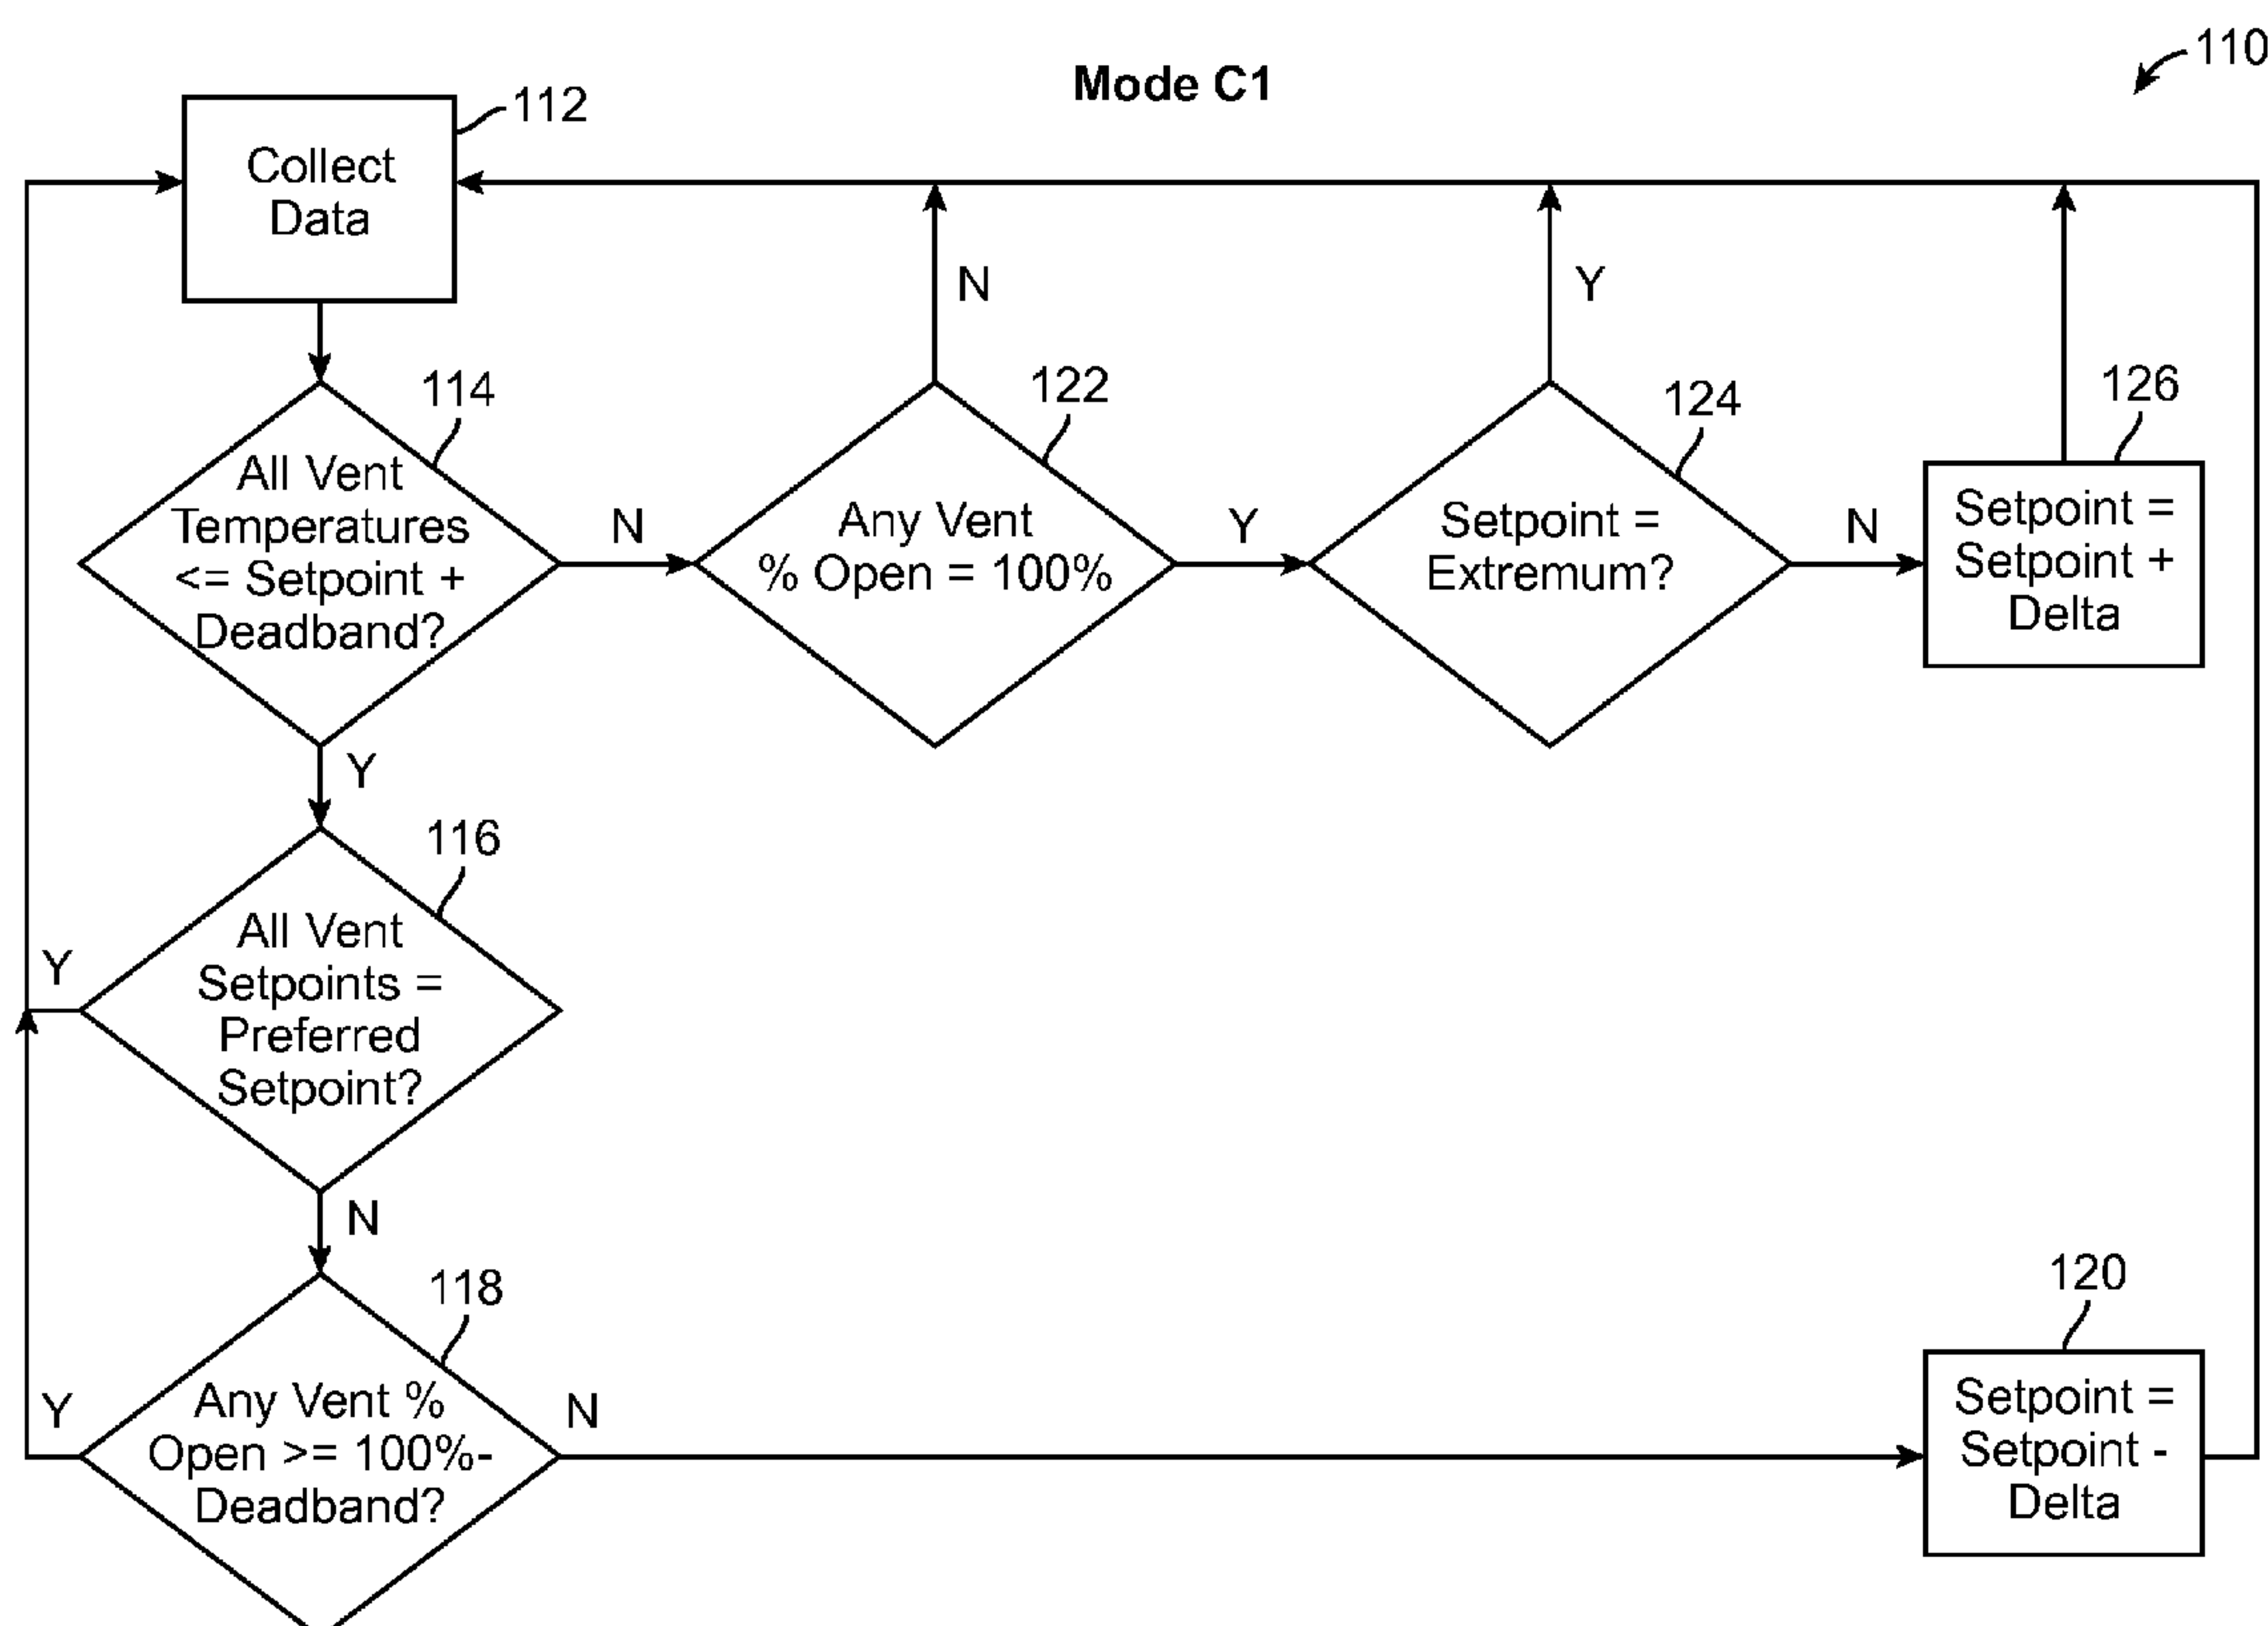 Mode C1
110
112
Collect
Data
N
Y
114
122
124
126
All Vent
Temperatures
<= Setpoint +
Deadband?
N
Any Vent
% Open = 100%
Y
Setpoint =
Extremum?
N
Setpoint =
Setpoint +
Delta
Y
116
All Vent
Setpoints =
Preferred
Setpoint?
Y
N
118
120
Any Vent %
Open >= 100%-
Deadband?
Y
N
Setpoint =
Setpoint -
Delta